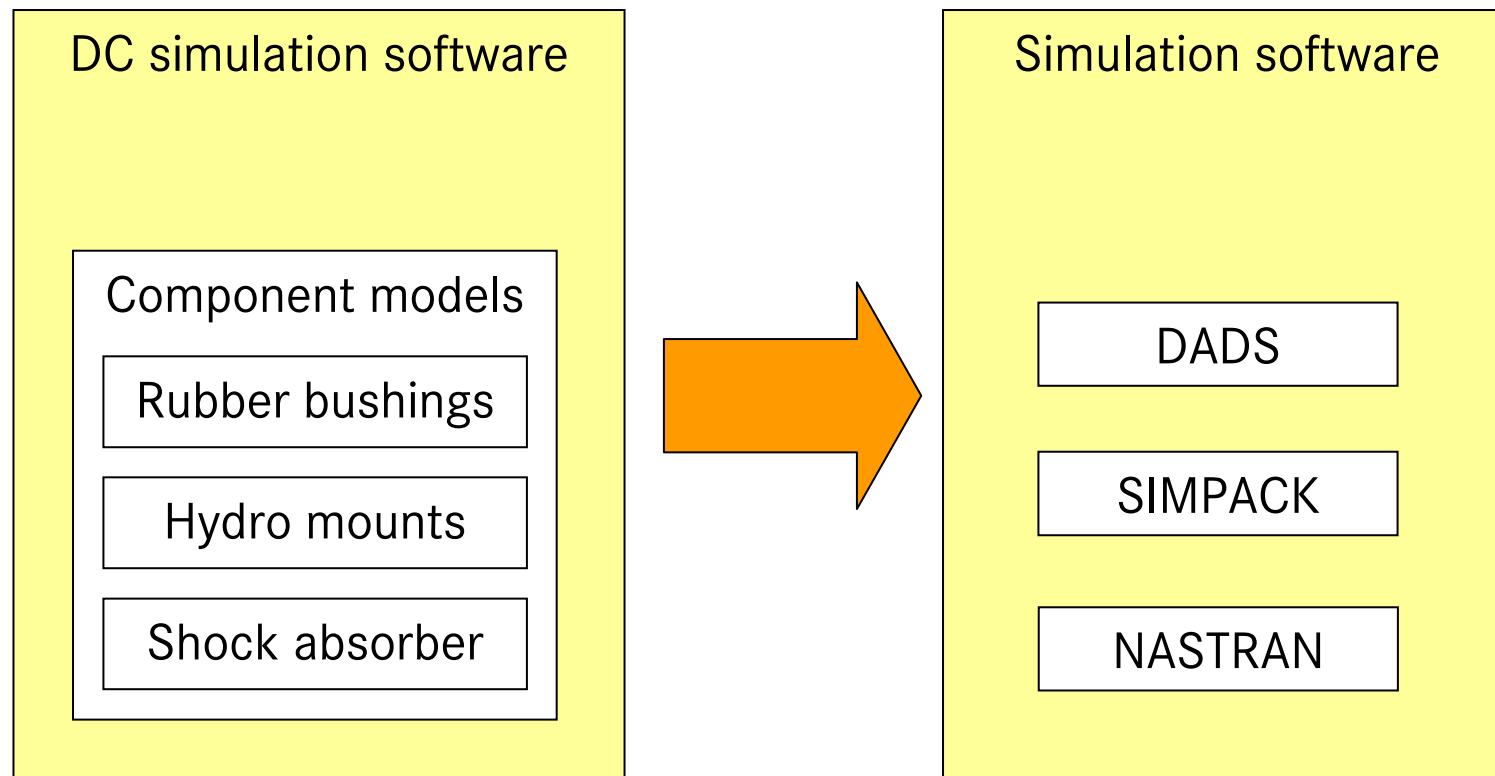 DC simulation software
Component models
Rubber bushings
Hydro mounts
Shock absorber
Simulation software
DADS
SIMPACK
NASTRAN